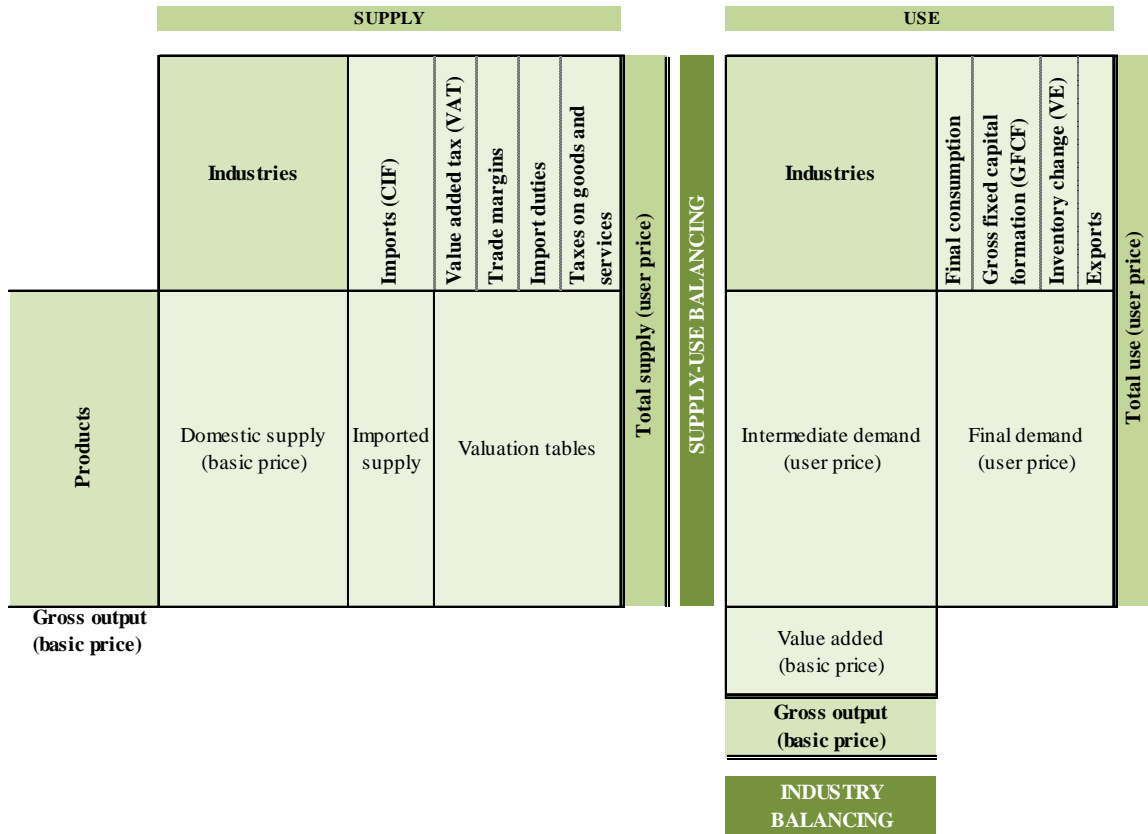 SUPPLY
USE
Industries
Imports (CIF)
Value added tax (VAT)
Trade margins
Import duties
Taxes on goods and
services
Total supply (user price)
SUPPLY-USE BALANCING
Industries
Final consumption
Gross fixed capital
formation (GFCF)
Inventory change (VE)
Exports
Total use (user price)
Products
Domestic supply
(basic price)
Imported
supply
Valuation tables
Intermediate demand
(user price)
Final demand
(user price)
Gross output
(basic price)
Value added
(basic price)
Gross output
(basic price)
INDUSTRY
BALANCING